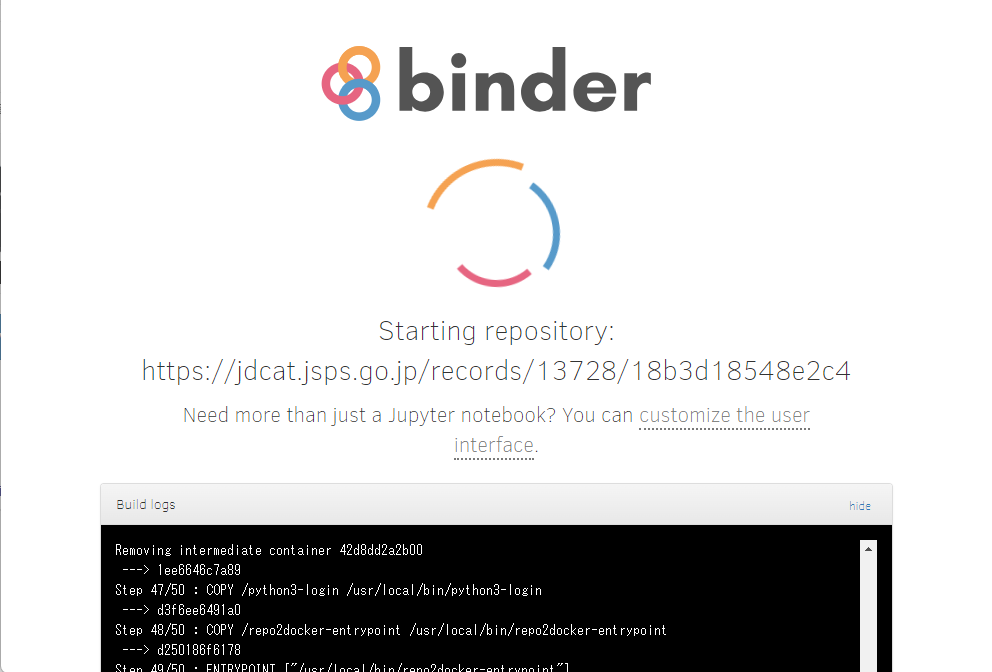 binder
Starting repository:
https://jdcat.jsps.go.jp/records/13728/18b3d18548e2c4
Need more than just a Jupyter notebook? You can customize the user
interface.
Build logs
hide
Removing intermediate container 42d8dd2a2b00
---> 1ee6646c7a89
Step 47/50 : COPY /python3-login /usr/local/bin/python3-login
---> d3f6ee6491a0
Step 48/50 : COPY /repo2docker-entrypoint /usr/local/bin/repo2docker-entrypoint
---> d250186f6178
Step 49/50 : ENTRYPOINT ["/usr/local/bin/repo2docker-entrypoint"]